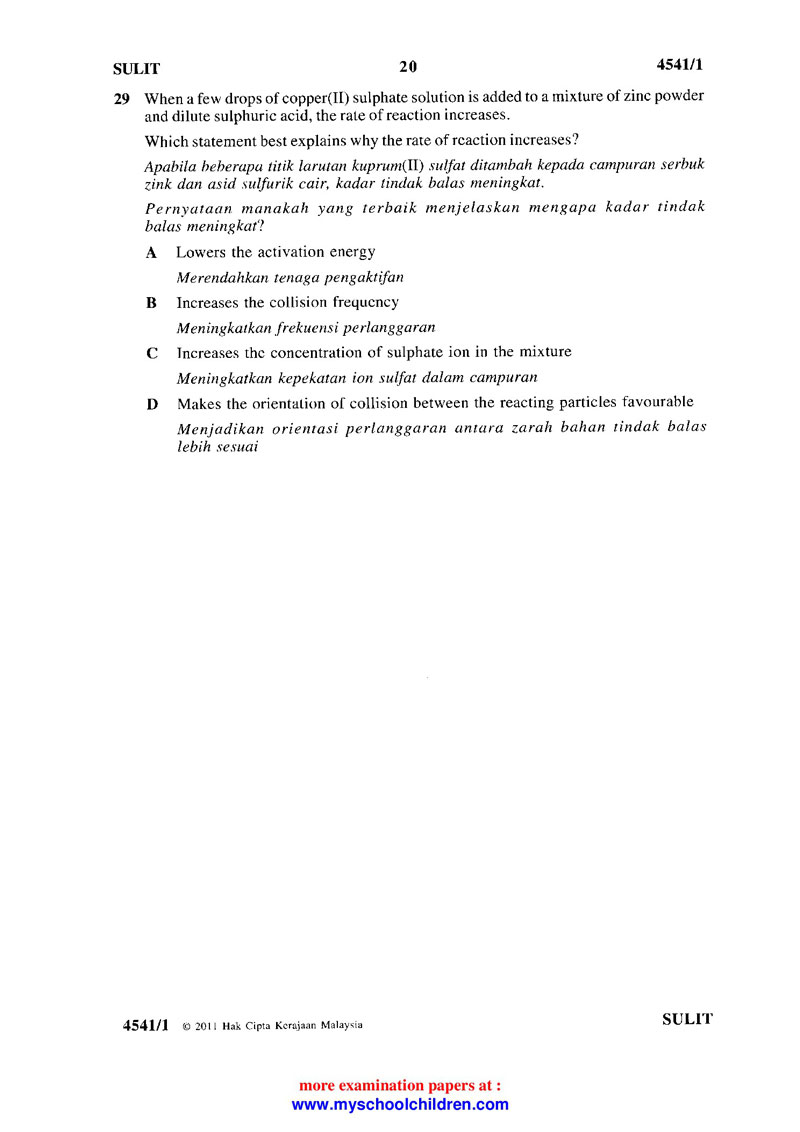 SULIT 20 4541/1
29 When a few drops of copper(II) sulphate solution is added to a mixture of zinc powder
and dilute sulphuric acid, the rate of reaction increases.
Which statement best explains why the rate of reaction increases?
Apabila beberapa titik larutan kuprum(II) sulfat ditambah kepada campuran serbuk
zink dan asid sulfurik cair, kadar tindak balas meningkat.
Pernyataan manakah yang terbaik menjelaskan mengapa kadar tindak
balas meningkat?
A Lowers the activation energy
Merendahkan tenaga pengaktifan
B Increases the collision frequency
Meningkatkan frekuensi perlanggaran
C Increases the concentration of sulphate ion in the mixture
Meningkatkan kepekatan ion sulfat dalam campuran
D Makes the orientation of collision between the reacting particles favourable
Menjadikan orientasi perlanggaran antara zarah bahan tindak balas
lebih sesuai
4541/1 © 2011 Hak Cipta Kerajaan Malaysia SULIT
more examination papers at :
www.myschoolchildren.com